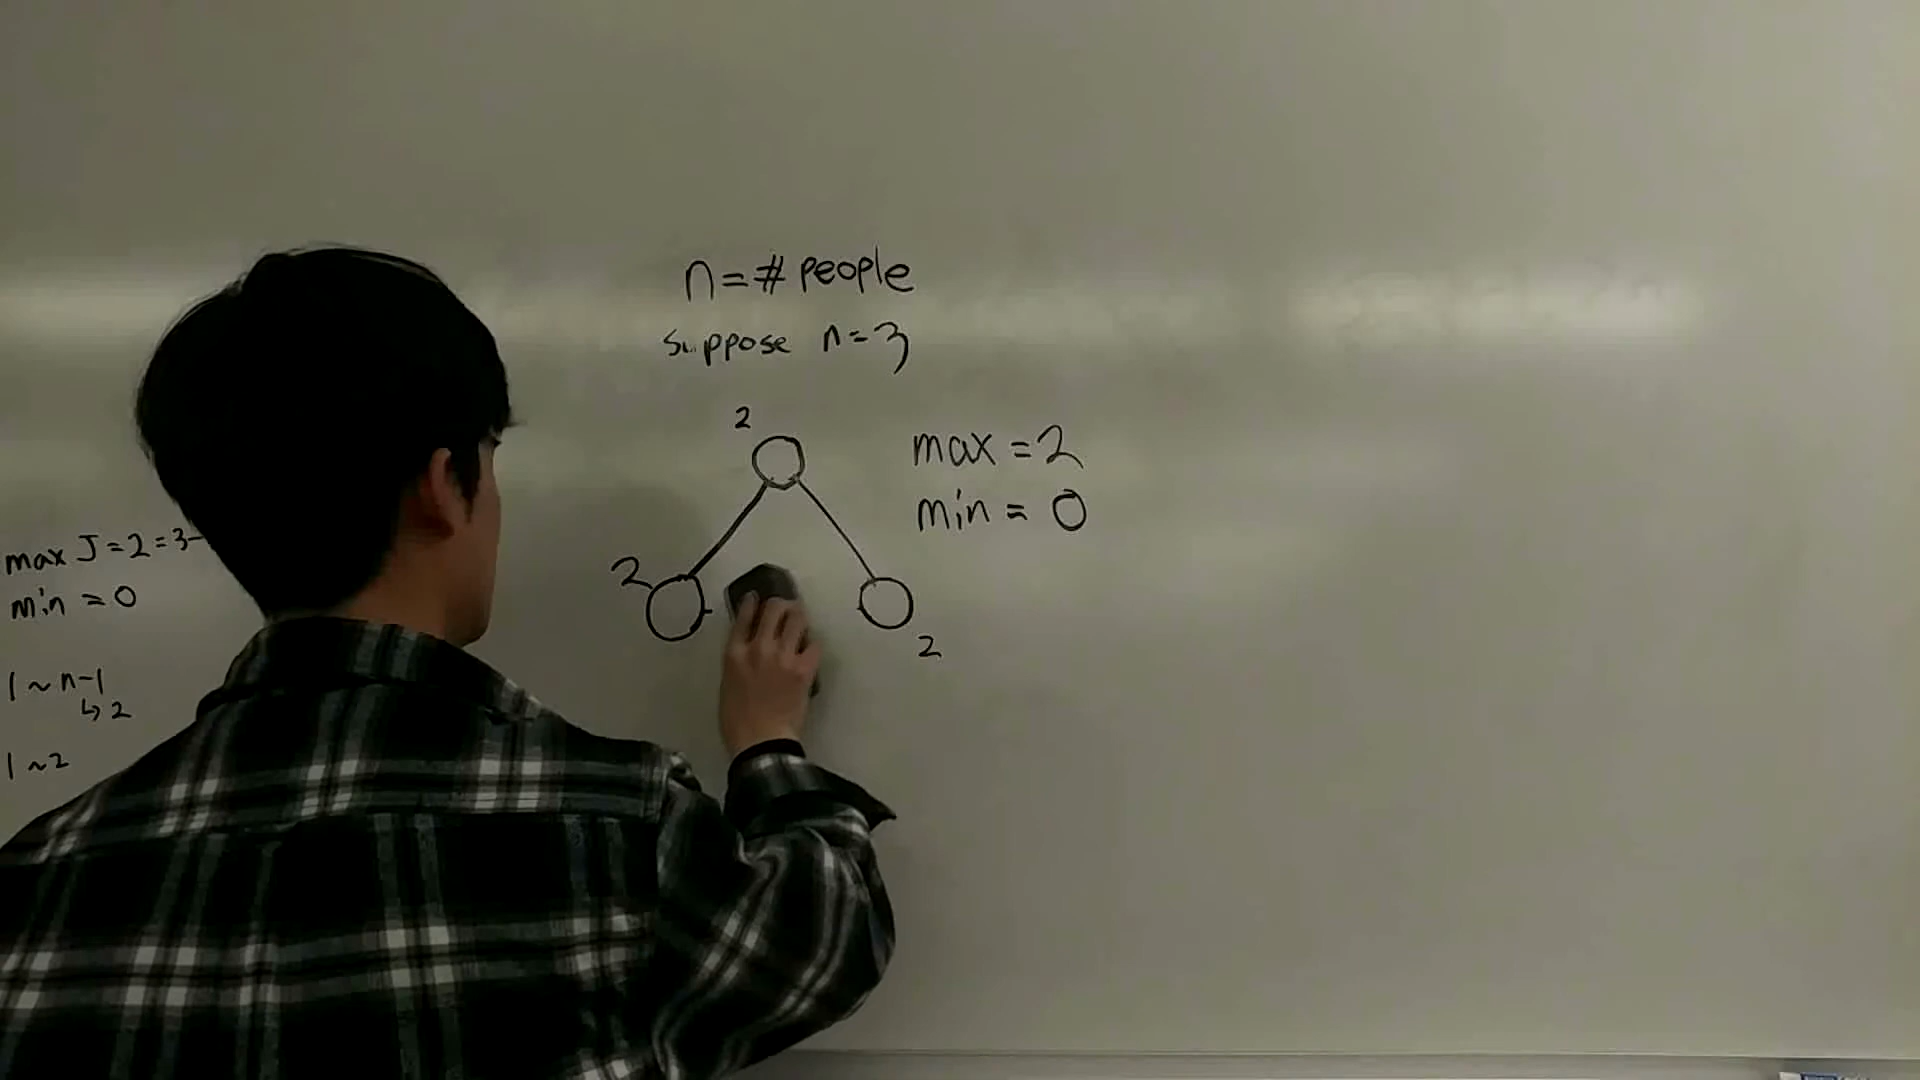 n = # people
suppose n = 3
2
max = 2
min = 0
2
2
max J = 2 = 3-
min = 0
1 ~ n-1
↳ 2
1 ~ 2